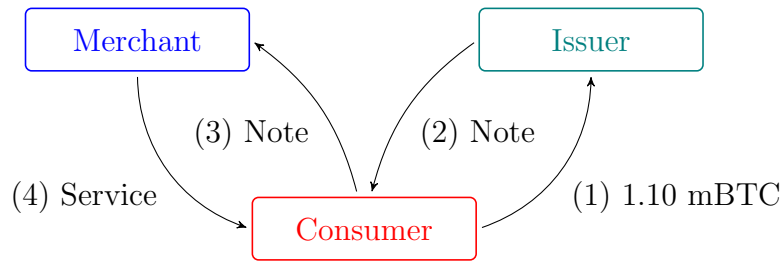 Merchant
Issuer
(3) Note
(2) Note
(4) Service
(1) 1.10 mBTC
Consumer